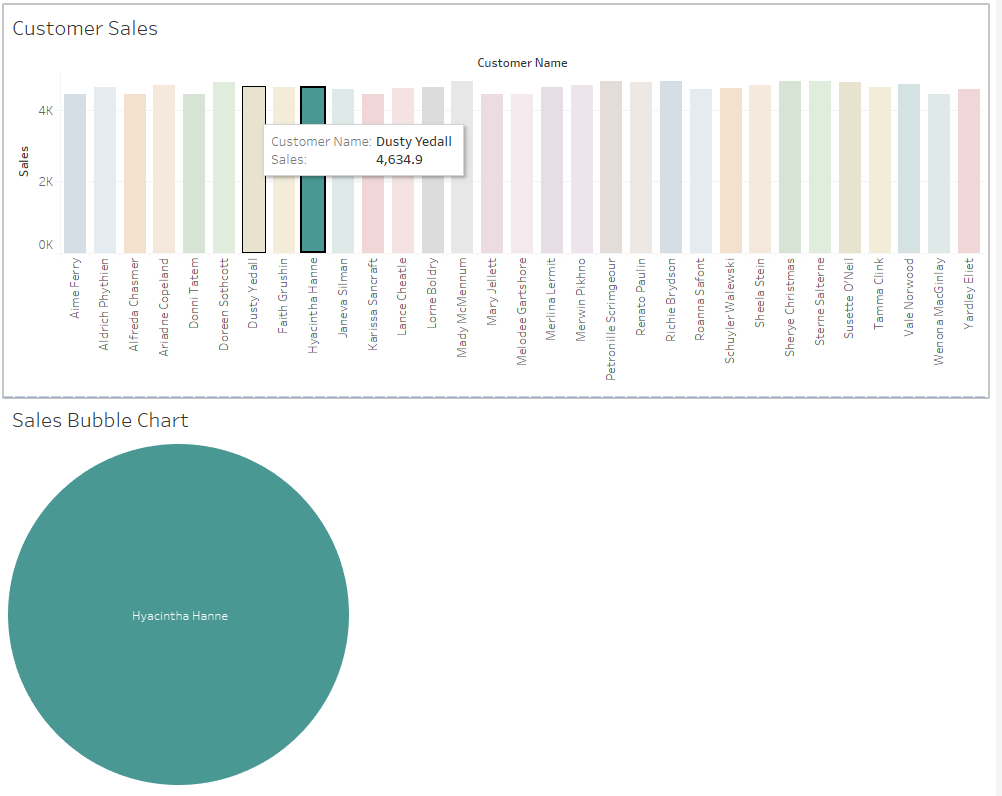 Customer Sales
Customer Name
4K
2K
0K
Sales
Customer Name: Dusty Yedall
Sales: 4,634.9
Aime Ferry
Aldrich Phythien
Alfreda Chasmer
Ariadne Copeland
Donni Tatem
Doreen Sothcott
Dusty Yedall
Faith Grushin
Hyacintha Hanne
Janeva Silman
Karissa Sancraft
Lance Cheatle
Lorne Boldry
Mady McMennum
Mary Jellett
Melodee Gartshore
Merlina Lermit
Merwin Pikhno
Petronille Scrimgeour
Renato Paulin
Richie Brydson
Roanna Safont
Schuyler Walewski
Sheela Stein
Sherye Christmas
Sterne Salterne
Susette O'Neil
Tamma Clink
Vale Norwood
Wenona MacGinlay
Yardley Eliet
Sales Bubble Chart
Hyacintha Hanne